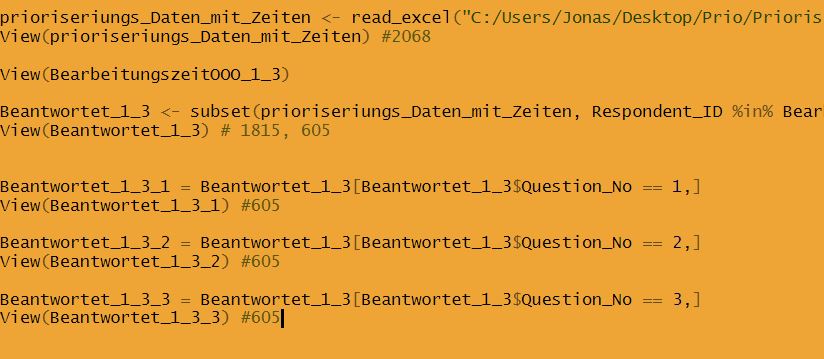 prioriseriungs_Daten_mit_Zeiten <- read_excel("C:/Users/Jonas/Desktop/Prio/Prioris
View(prioriseriungs_Daten_mit_Zeiten) #2068
View(BearbeitungszeitOOO_1_3)
Beantwortet_1_3 <- subset(prioriseriungs_Daten_mit_Zeiten, Respondent_ID %in% Bear
View(Beantwortet_1_3) # 1815, 605
Beantwortet_1_3_1 = Beantwortet_1_3[Beantwortet_1_3$Question_No == 1,]
View(Beantwortet_1_3_1) #605
Beantwortet_1_3_2 = Beantwortet_1_3[Beantwortet_1_3$Question_No == 2,]
View(Beantwortet_1_3_2) #605
Beantwortet_1_3_3 = Beantwortet_1_3[Beantwortet_1_3$Question_No == 3,]
View(Beantwortet_1_3_3) #605